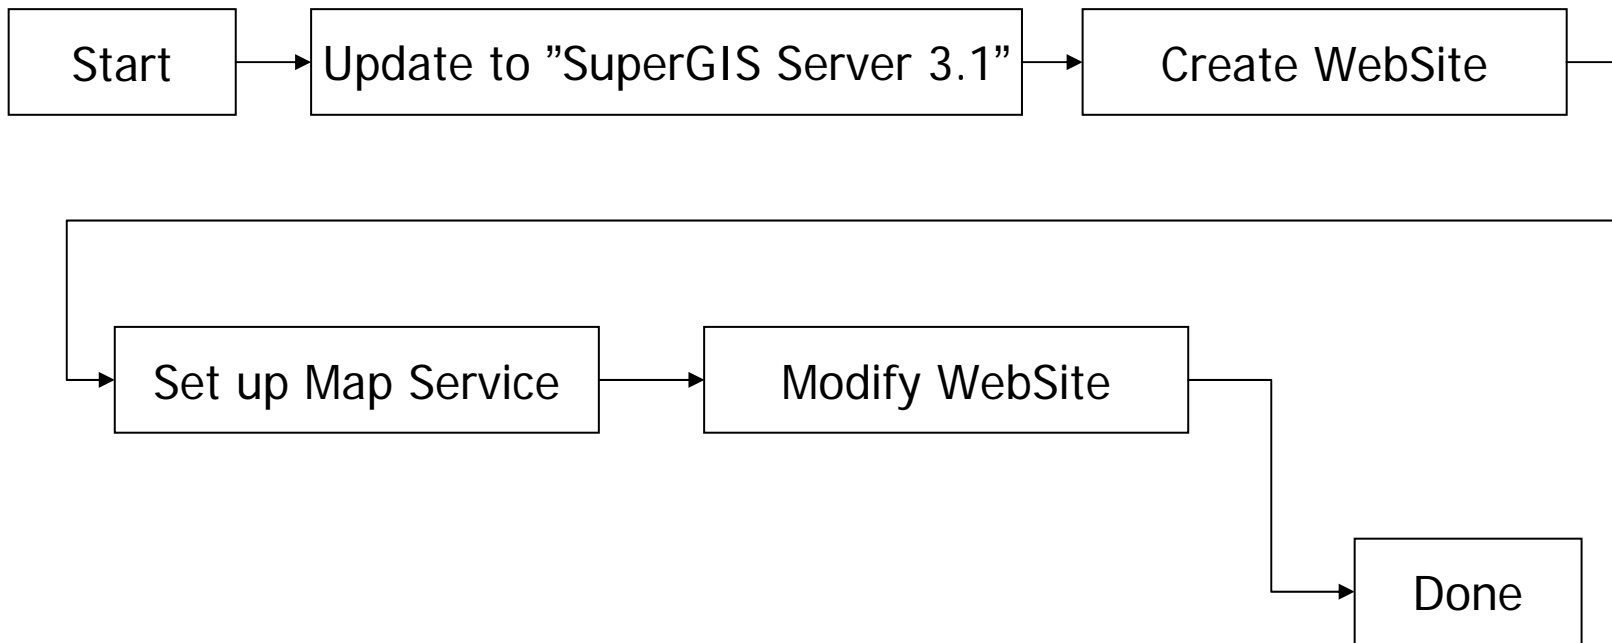 Start
Update to ”SuperGIS Server 3.1”
Create WebSite
Set up Map Service
Modify WebSite
Done